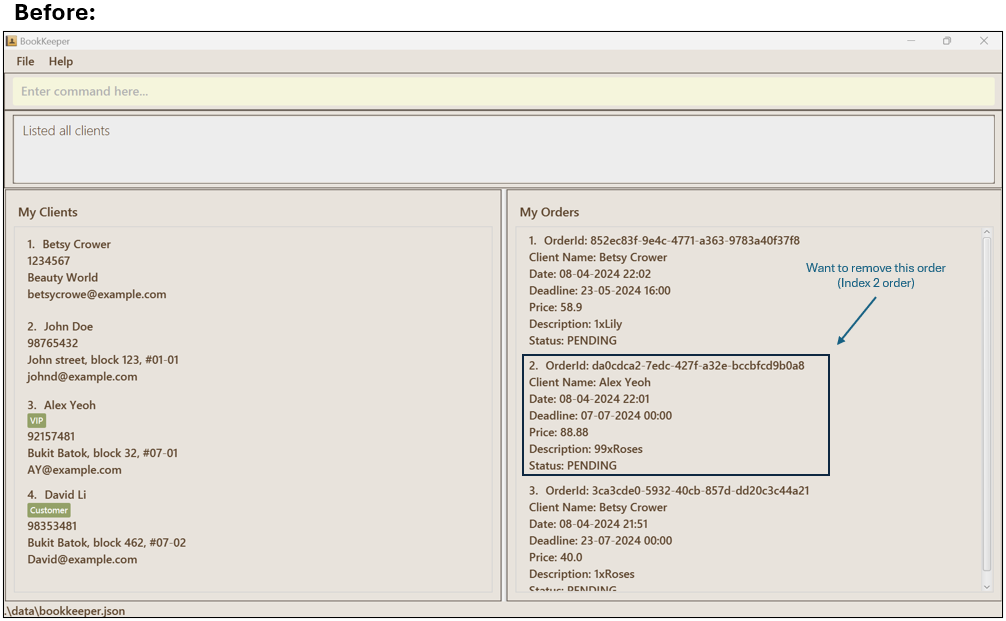 Before:
BookKeeper
File Help
Enter command here...
Listed all clients
My Clients
1. Betsy Crower
1234567
Beauty World
betsycrowe@example.com
2. John Doe
98765432
John street, block 123, #01-01
johnd@example.com
3. Alex Yeoh
VIP
92157481
Bukit Batok, block 32, #07-01
AY@example.com
4. David Li
Customer
98353481
Bukit Batok, block 462, #07-02
David@example.com
My Orders
1. OrderId: 852ec83f-9e4c-4771-a363-9783a40f37f8
Client Name: Betsy Crower
Date: 08-04-2024 22:02
Deadline: 23-05-2024 16:00
Price: 58.9
Description: 1xLily
Status: PENDING
Want to remove this order
(Index 2 order)
2. OrderId: da0cdca2-7edc-427f-a32e-bccbfcd9b0a8
Client Name: Alex Yeoh
Date: 08-04-2024 22:01
Deadline: 07-07-2024 00:00
Price: 88.88
Description: 99xRoses
Status: PENDING
3. OrderId: 3ca3cde0-5932-40cb-857d-dd20c3c44a21
Client Name: Betsy Crower
Date: 08-04-2024 21:51
Deadline: 23-07-2024 00:00
Price: 40.0
Description: 1xRoses
Status: PENDING
.\data\bookkeeper.json